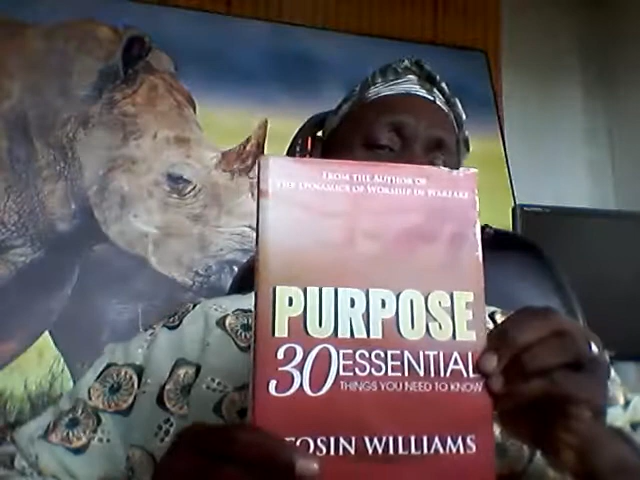 FROM THE AUTHOR OF
THE DYNAMICS OF WORSHIP IN WARFARE
PURPOSE
30 ESSENTIAL
THINGS YOU NEED TO KNOW
TOSIN WILLIAMS